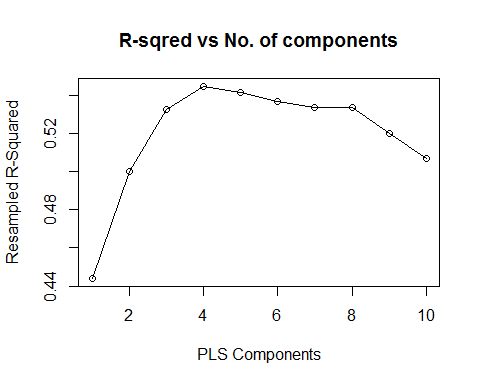 R-sqred vs No. of components
Resampled R-Squared
0.52
0.48
0.44
2 4 6 8 10
PLS Components